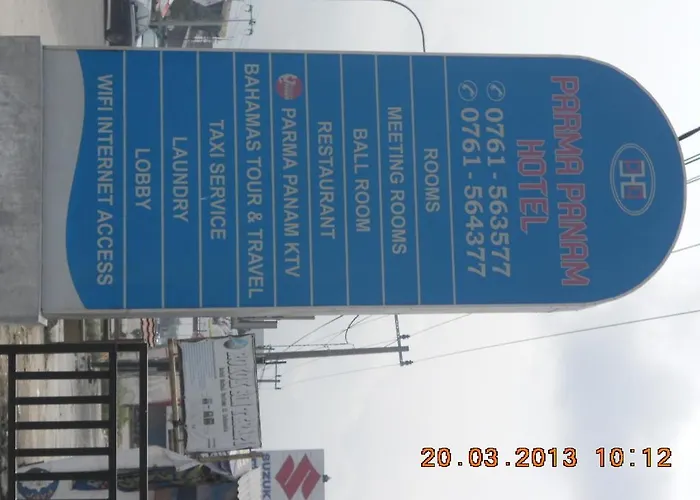 PARMA PANAM
HOTEL
0761 - 563577
0761 - 564377
ROOMS
MEETING ROOMS
BALL ROOM
RESTAURANT
PARMA PANAM KTV
BAHAMAS TOUR & TRAVEL
TAXI SERVICE
LAUNDRY
LOBBY
WIFI INTERNET ACCESS
SUZUKI
20.03.2013 10:12